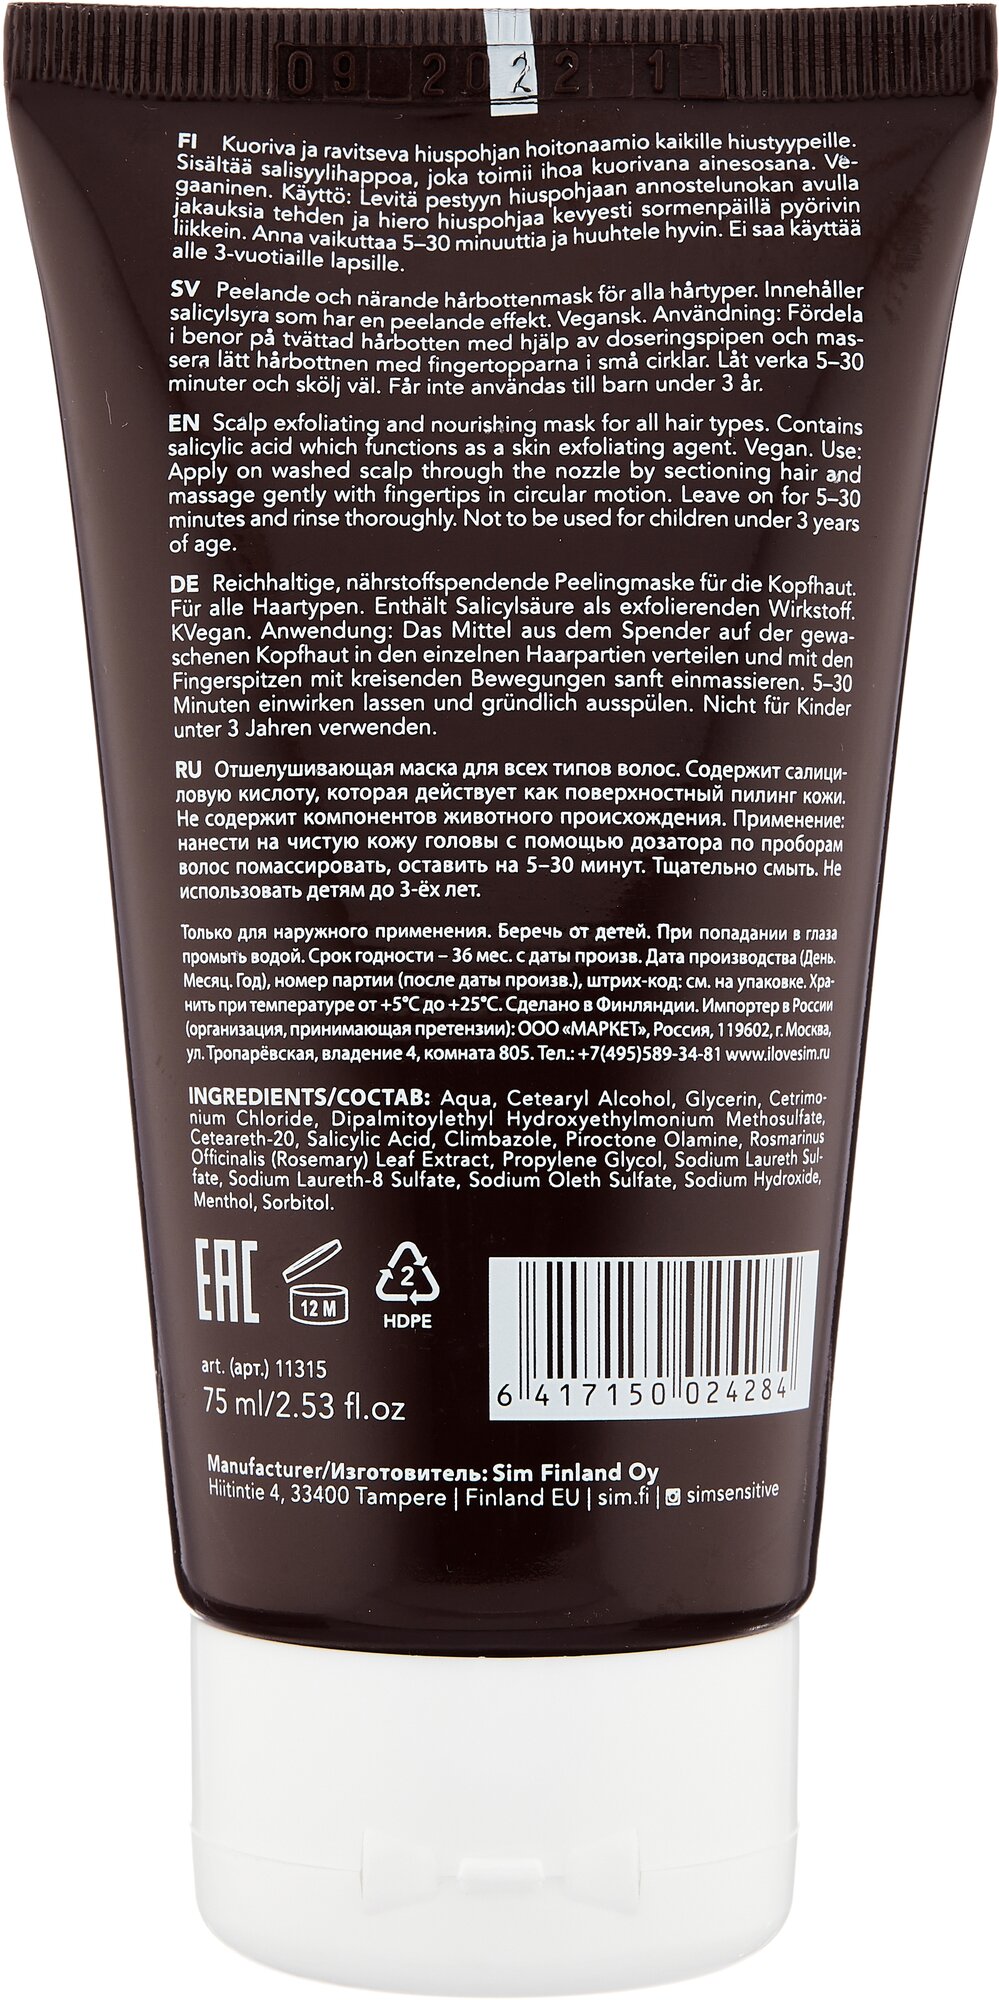 09 2022 1
FI Kuoriva ja ravitseva hiuspohjan hoitonaamio kaikille hiustyypeille.
Sisältää salisyylihappoa, joka toimii ihoa kuorivana ainesosana. Ve-
gaaninen. Käyttö: Levitä pestyyn hiuspohjaan annostelunokan avulla
jakauksia tehden ja hiero hiuspohjaa kevyesti sormenpäillä pyörivin
liikkein. Anna vaikuttaa 5–30 minuuttia ja huuhtele hyvin. Ei saa käyttää
alle 3-vuotiaille lapsille.
SV Peelande och närande hårbottenmask för alla hårtyper. Innehåller
salicylsyra som har en peelande effekt. Vegansk. Användning: Fördela
i benor på tvättad hårbotten med hjälp av doseringspipen och mas-
sera lätt hårbottnen med fingertopparna i små cirklar. Låt verka 5–30
minuter och skölj väl. Får inte användas till barn under 3 år.
EN Scalp exfoliating and nourishing mask for all hair types. Contains
salicylic acid which functions as a skin exfoliating agent. Vegan. Use:
Apply on washed scalp through the nozzle by sectioning hair and
massage gently with fingertips in circular motion. Leave on for 5–30
minutes and rinse thoroughly. Not to be used for children under 3 years
of age.
DE Reichhaltige, nährstoffspendende Peelingmaske für die Kopfhaut.
Für alle Haartypen. Enthält Salicylsäure als exfolierenden Wirkstoff.
KVegan. Anwendung: Das Mittel aus dem Spender auf der gewa-
schenen Kopfhaut in den einzelnen Haarpartien verteilen und mit den
Fingerspitzen mit kreisenden Bewegungen sanft einmassieren. 5–30
Minuten einwirken lassen und gründlich ausspülen. Nicht für Kinder
unter 3 Jahren verwenden.
RU Отшелушивающая маска для всех типов волос. Содержит салици-
ловую кислоту, которая действует как поверхностный пилинг кожи.
Не содержит компонентов животного происхождения. Применение:
нанести на чистую кожу головы с помощью дозатора по проборам
волос помассировать, оставить на 5–30 минут. Тщательно смыть. Не
использовать детям до 3-ёх лет.
Только для наружного применения. Беречь от детей. При попадании в глаза
промыть водой. Срок годности – 36 мес. с даты произв. Дата производства (День.
Месяц. Год), номер партии (после даты произв.), штрих-код: см. на упаковке. Хра-
нить при температуре от +5°C до +25°C. Сделано в Финляндии. Импортер в России
(организация, принимающая претензии): ООО «МАРКЕТ», Россия, 119602, г. Москва,
ул. Тропарёвская, владение 4, комната 805. Тел.: +7(495)589-34-81 www.ilovesim.ru
INGREDIENTS/СОСТАВ: Aqua, Cetearyl Alcohol, Glycerin, Cetrimo-
nium Chloride, Dipalmitoylethyl Hydroxyethylmonium Methosulfate,
Ceteareth-20, Salicylic Acid, Climbazole, Piroctone Olamine, Rosmarinus
Officinalis (Rosemary) Leaf Extract, Propylene Glycol, Sodium Laureth Sul-
fate, Sodium Laureth-8 Sulfate, Sodium Oleth Sulfate, Sodium Hydroxide,
Menthol, Sorbitol.
EAC
12 M
2
HDPE
art. (арт.) 11315
75 ml/2.53 fl.oz
6 417150 024284
Manufacturer/Изготовитель: Sim Finland Oy
Hiitintie 4, 33400 Tampere | Finland EU | sim.fi | simsensitive